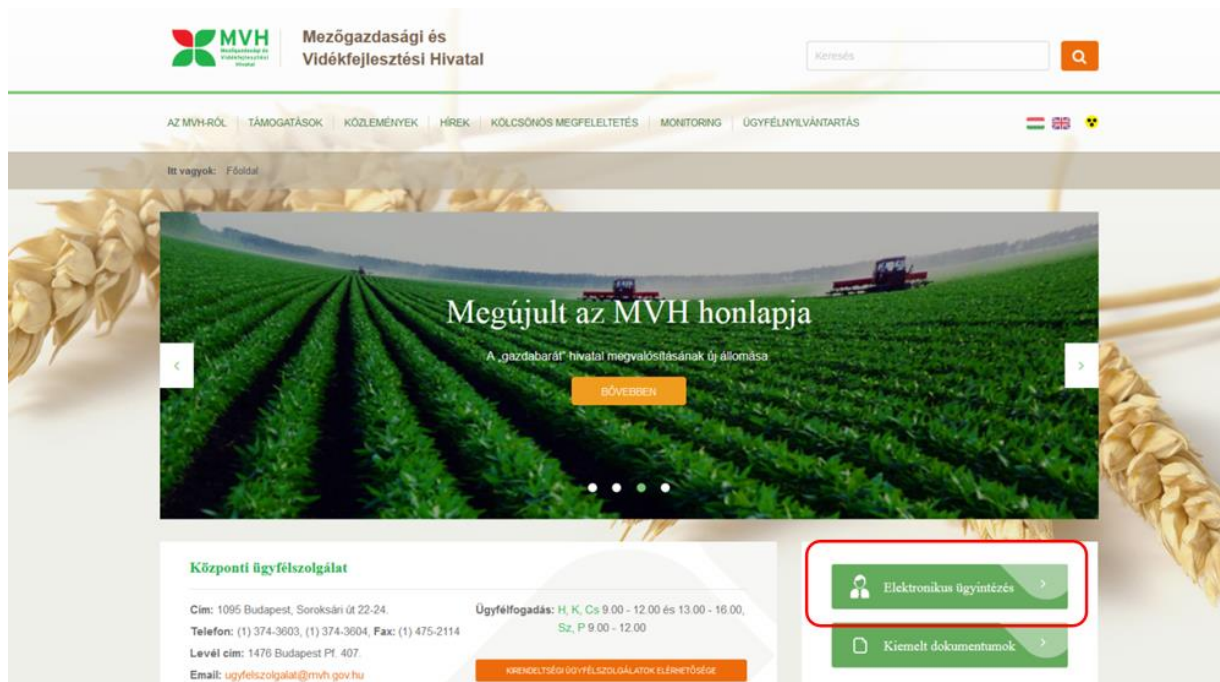 MVH
Mezőgazdasági és
Vidékfejlesztési
Hivatal
Mezőgazdasági és
Vidékfejlesztési Hivatal
Keresés
AZ MVH-RÓL
TÁMOGATÁSOK
KÖZLEMÉNYEK
HÍREK
KÖLCSÖNÖS MEGFELELTETÉS
MONITORING
ÜGYFÉLNYILVÁNTARTÁS
Itt vagyok: Főoldal
Megújult az MVH honlapja
A „gazdabarát” hivatal megvalósításának új állomása
BŐVEBBEN
Központi ügyfélszolgálat
Cím: 1095 Budapest, Soroksári út 22-24.
Telefon: (1) 374-3603, (1) 374-3604, Fax: (1) 475-2114
Levél cím: 1476 Budapest Pf. 407.
Email: ugyfelszolgalat@mvh.gov.hu
Ügyfélfogadás: H, K, Cs 9.00 - 12.00 és 13.00 - 16.00,
Sz, P 9.00 - 12.00
KIRENDELTSÉGI ÜGYFÉLSZOLGÁLATOK ELÉRHETŐSÉGE
Elektronikus ügyintézés
Kiemelt dokumentumok